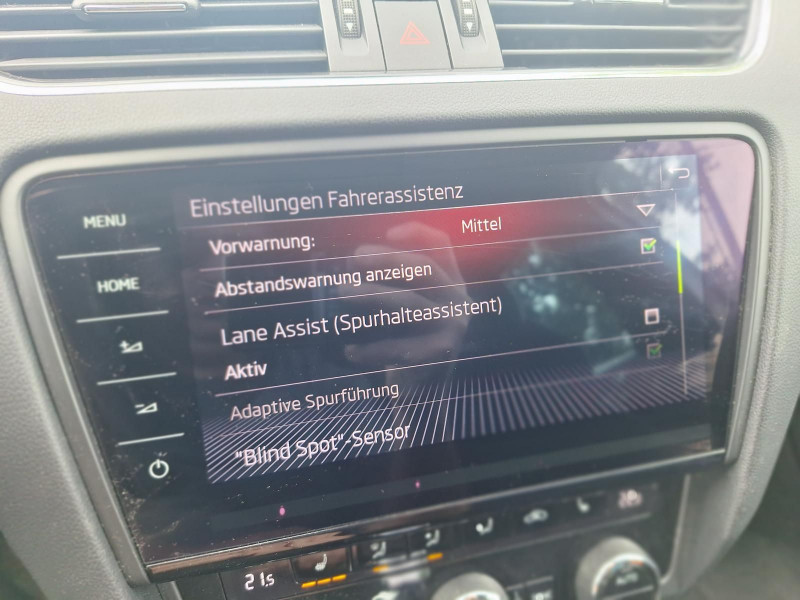 Einstellungen Fahrerassistenz
MENU
Vorwarnung: Mittel
HOME
Abstandswarnung anzeigen
Lane Assist (Spurhalteassistent)
Aktiv
Adaptive Spurführung
"Blind Spot"-Sensor
21.5
AUTO